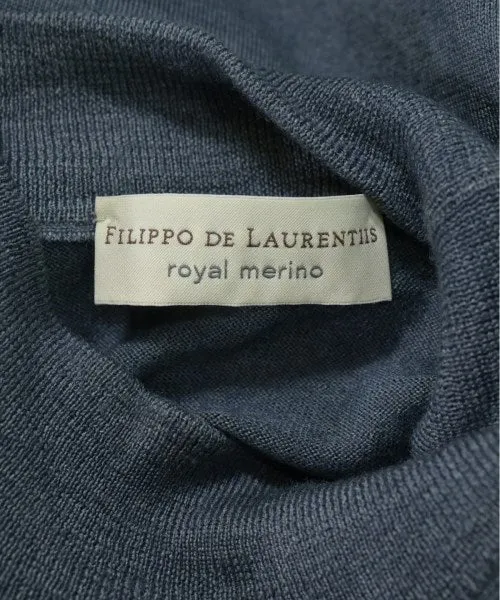 FILIPPO DE LAURENTIIS
royal merino